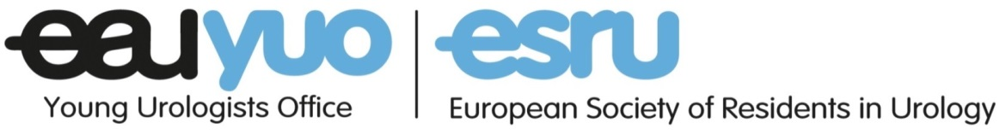 eauyuo
Young Urologists Office
esru
European Society of Residents in Urology